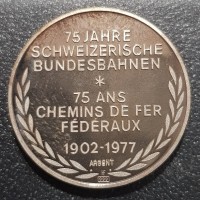 75 JAHRE
SCHWEIZERISCHE
BUNDESBAHNEN
*
75 ANS
CHEMINS DE FER
FÉDÉRAUX
1902-1977
ARGENT